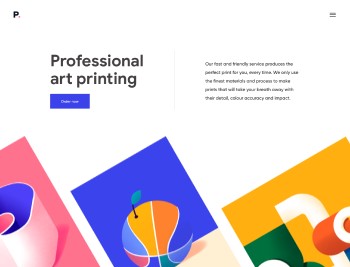 P.
Professional
art printing
Order now
Our fast and friendly service produces the
perfect print for you, every time. We only use
the finest materials and process to make
prints that will take your breath away with
their detail, colour accuracy and impact.